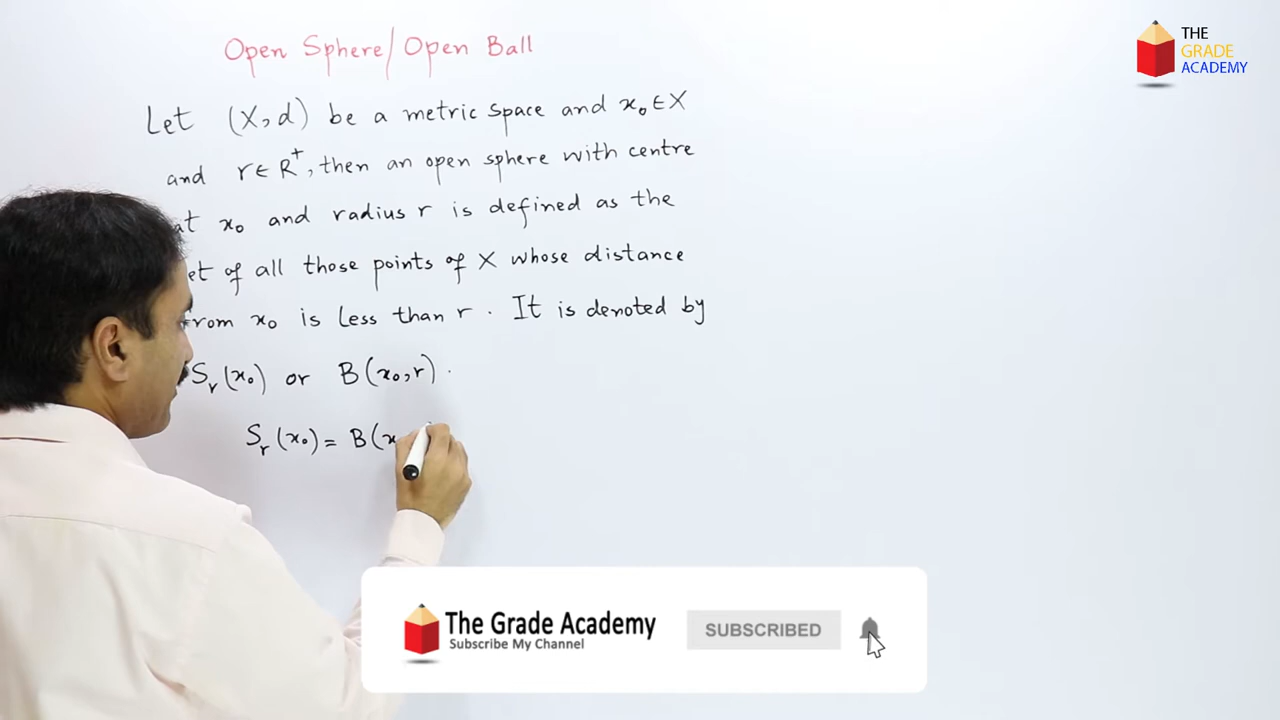 Open Sphere/Open Ball
Let (X, d) be a metric space and x₀ ∈ X
and r ∈ R⁺, then an open sphere with centre
at x₀ and radius r is defined as the
et of all those points of X whose distance
rom x₀ is less than r. It is denoted by
Sᵣ(x₀) or B(x₀, r).
Sᵣ(x₀) = B(x
THE
GRADE
ACADEMY
The Grade Academy
Subscribe My Channel
SUBSCRIBED